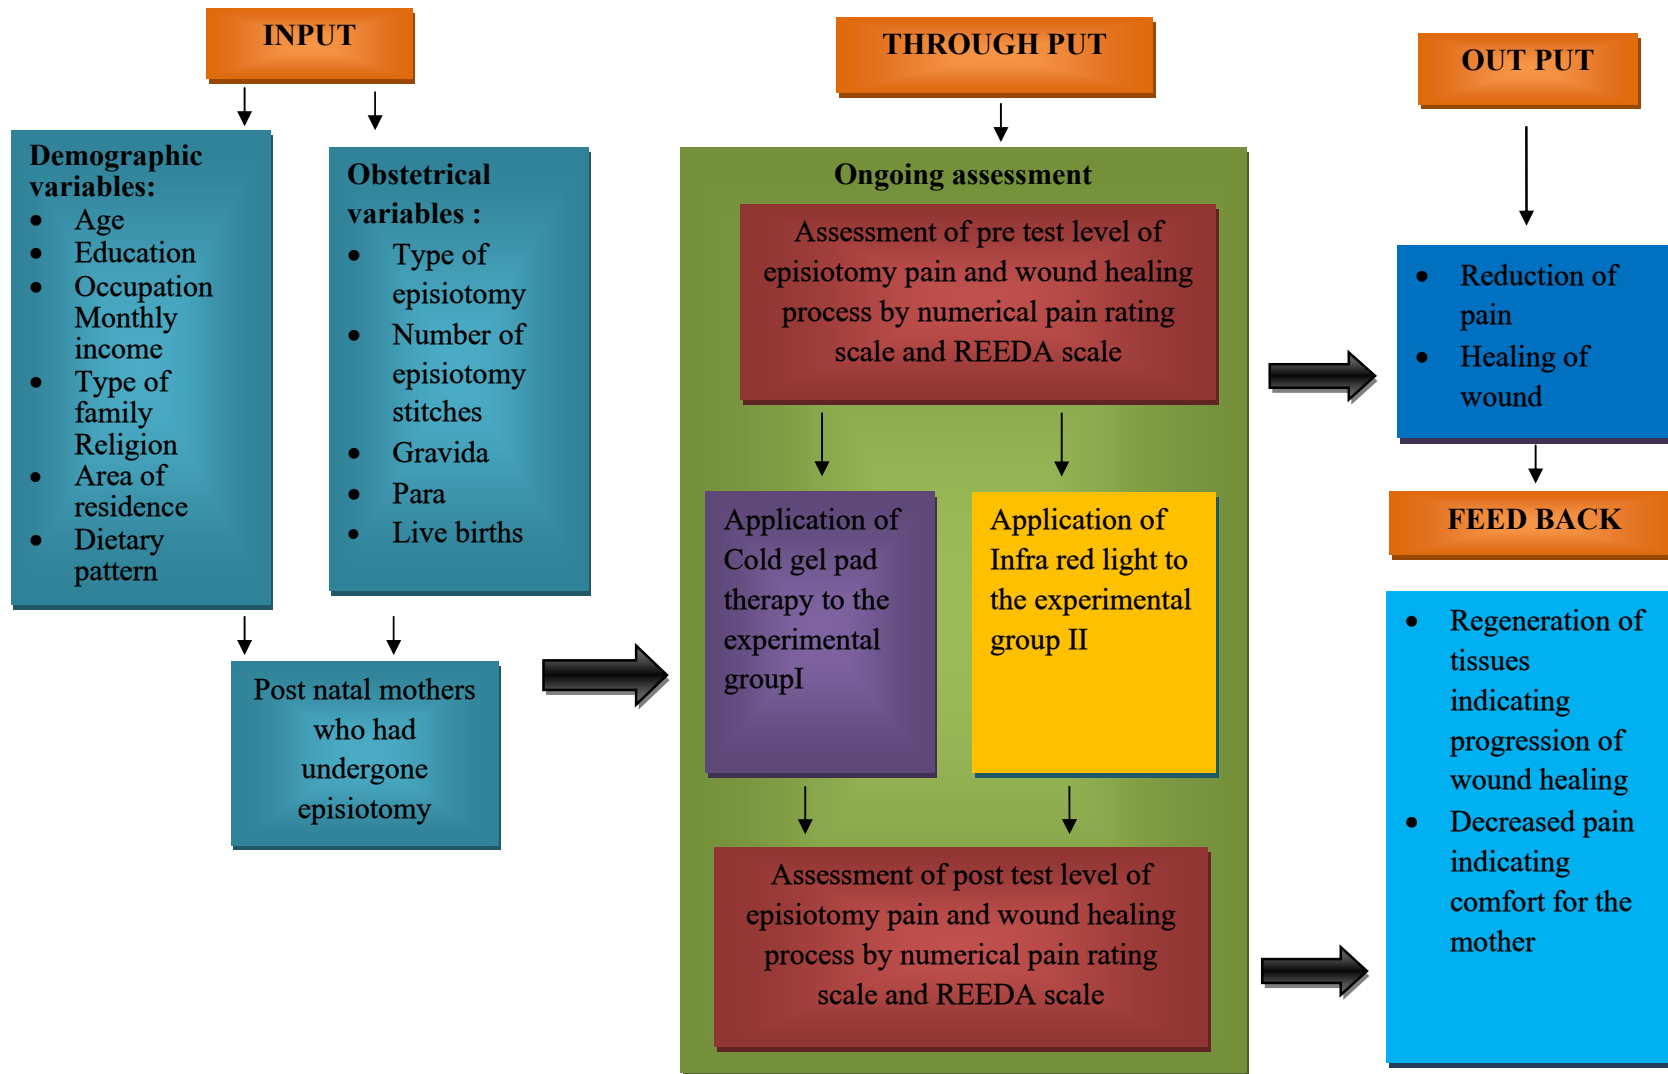 INPUT
Demographic
variables:
• Age
• Education
• Occupation
Monthly
income
• Type of
family
Religion
• Area of
residence
• Dietary
pattern
Obstetrical
variables :
• Type of
episiotomy
• Number of
episiotomy
stitches
• Gravida
• Para
• Live births
Post natal mothers
who had
undergone
episiotomy
THROUGH PUT
Ongoing assessment
Assessment of pre test level of
episiotomy pain and wound healing
process by numerical pain rating
scale and REEDA scale
Application of
Cold gel pad
therapy to the
experimental
groupI
Application of
Infra red light to
the experimental
group II
Assessment of post test level of
episiotomy pain and wound healing
process by numerical pain rating
scale and REEDA scale
OUT PUT
• Reduction of
pain
• Healing of
wound
FEED BACK
• Regeneration of
tissues
indicating
progression of
wound healing
• Decreased pain
indicating
comfort for the
mother